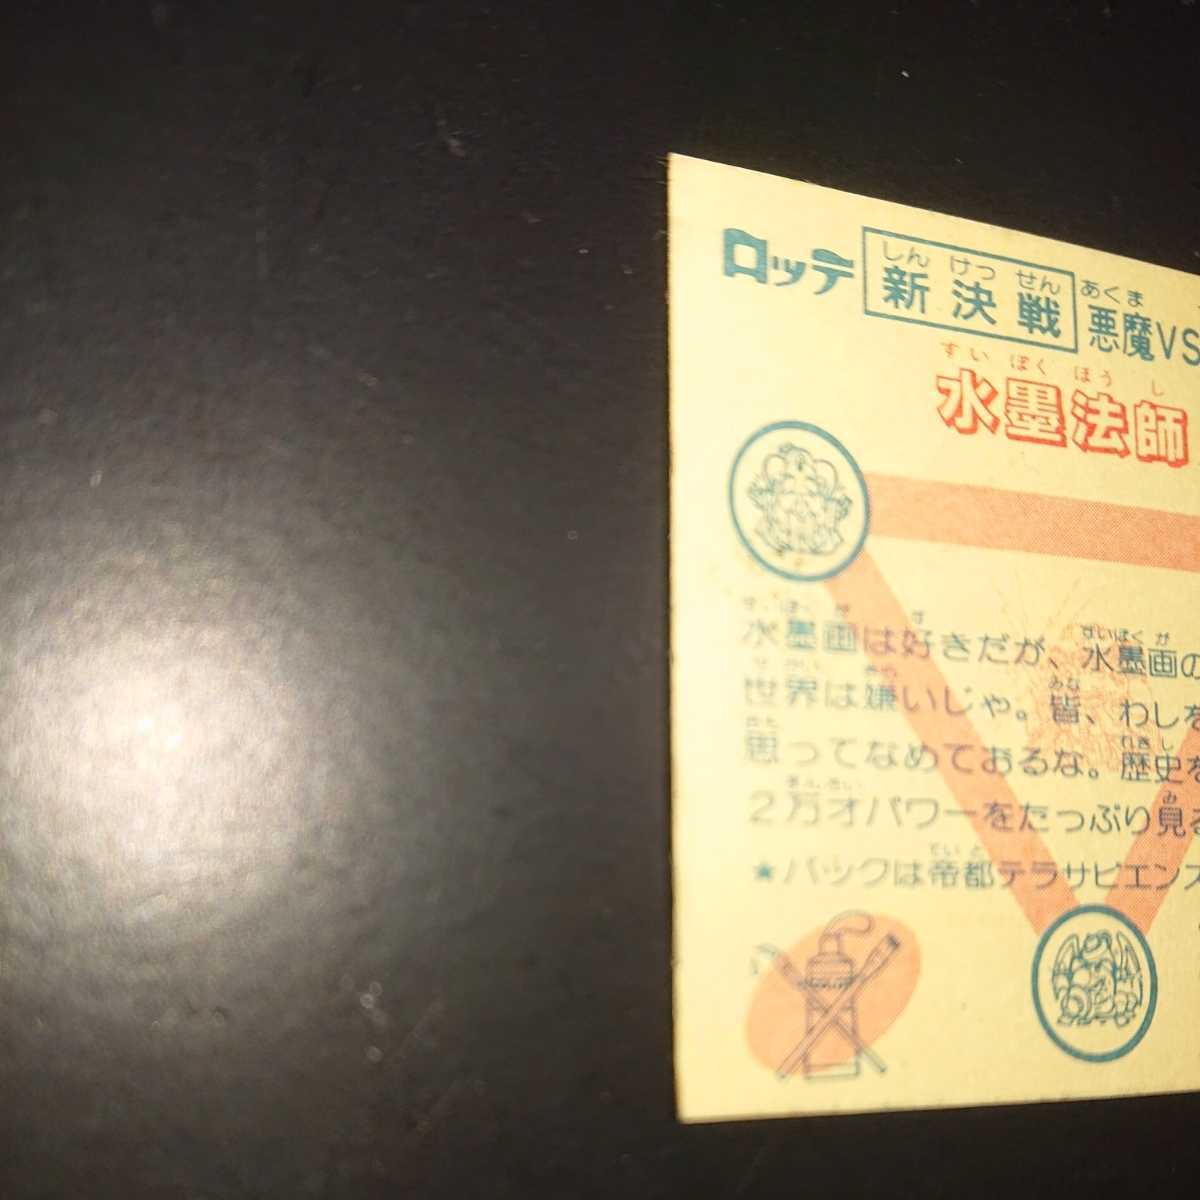 ロッテ 新決戦 悪魔VS
しん けっ せん あくま
すい ぼく ほう し
水墨法師
水墨画は好きだが、水墨画の
世界は嫌いじゃ。皆、わしを
思ってなめておるな。歴史を
2万オパワーをたっぷり見る
★バックは帝都テラサピエンス